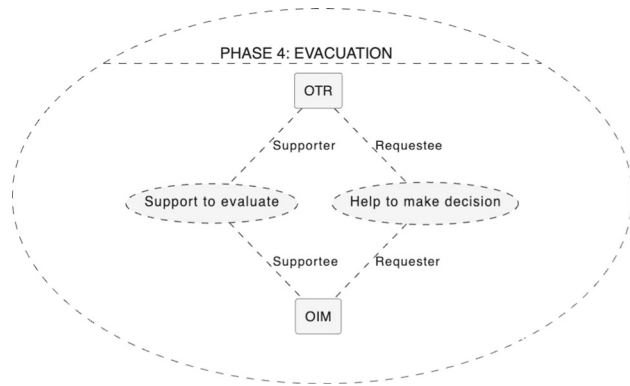 PHASE 4: EVACUATION
OTR
Supporter Requestee
Support to evaluate Help to make decision
Supportee Requester
OIM